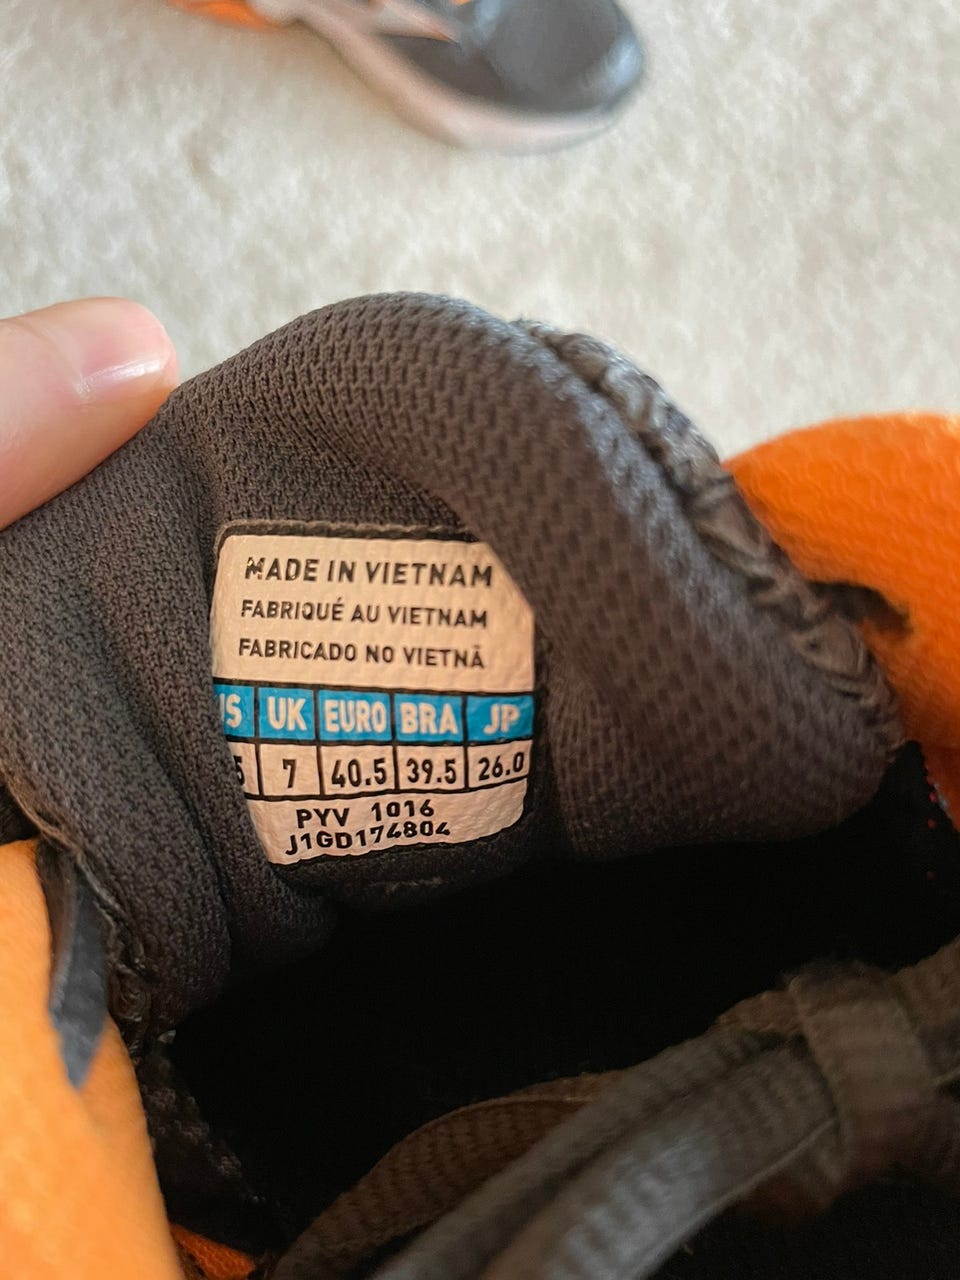 MADE IN VIETNAM
FABRIQUÉ AU VIETNAM
FABRICADO NO VIETNÃ
UK EURO BRA JP
7 40.5 39.5 26.0
PYV 1016
J1GD174804